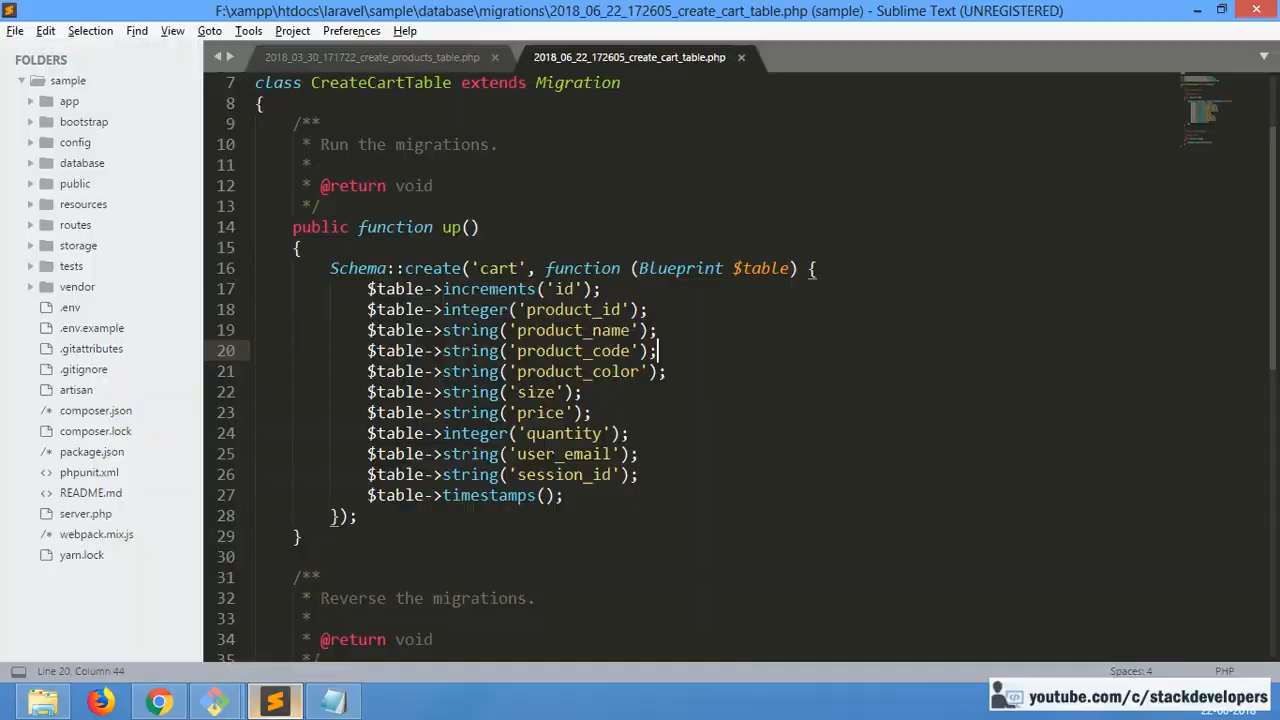 F:\xampp\htdocs\laravel\sample\database\migrations\2018_06_22_172605_create_cart_table.php (sample) - Sublime Text (UNREGISTERED)
File Edit Selection Find View Goto Tools Project Preferences Help
FOLDERS
sample
app
bootstrap
config
database
public
resources
routes
storage
tests
vendor
.env
.env.example
.gitattributes
.gitignore
artisan
/* composer.json
composer.lock
/* package.json
<> phpunit.xml
<> README.md
server.php
/* webpack.mix.js
yarn.lock
2018_03_30_171722_create_products_table.php
2018_06_22_172605_create_cart_table.php
7 class CreateCartTable extends Migration
8 {
9 /**
10 * Run the migrations.
11 *
12 * @return void
13 */
14 public function up()
15 {
16 Schema::create('cart', function (Blueprint $table) {
17 $table->increments('id');
18 $table->integer('product_id');
19 $table->string('product_name');
20 $table->string('product_code');
21 $table->string('product_color');
22 $table->string('size');
23 $table->string('price');
24 $table->integer('quantity');
25 $table->string('user_email');
26 $table->string('session_id');
27 $table->timestamps();
28 });
29 }
30
31 /**
32 * Reverse the migrations.
33 *
34 * @return void
35 */
Line 20, Column 44
Spaces: 4
PHP
youtube.com/c/stackdevelopers
22-06-2018